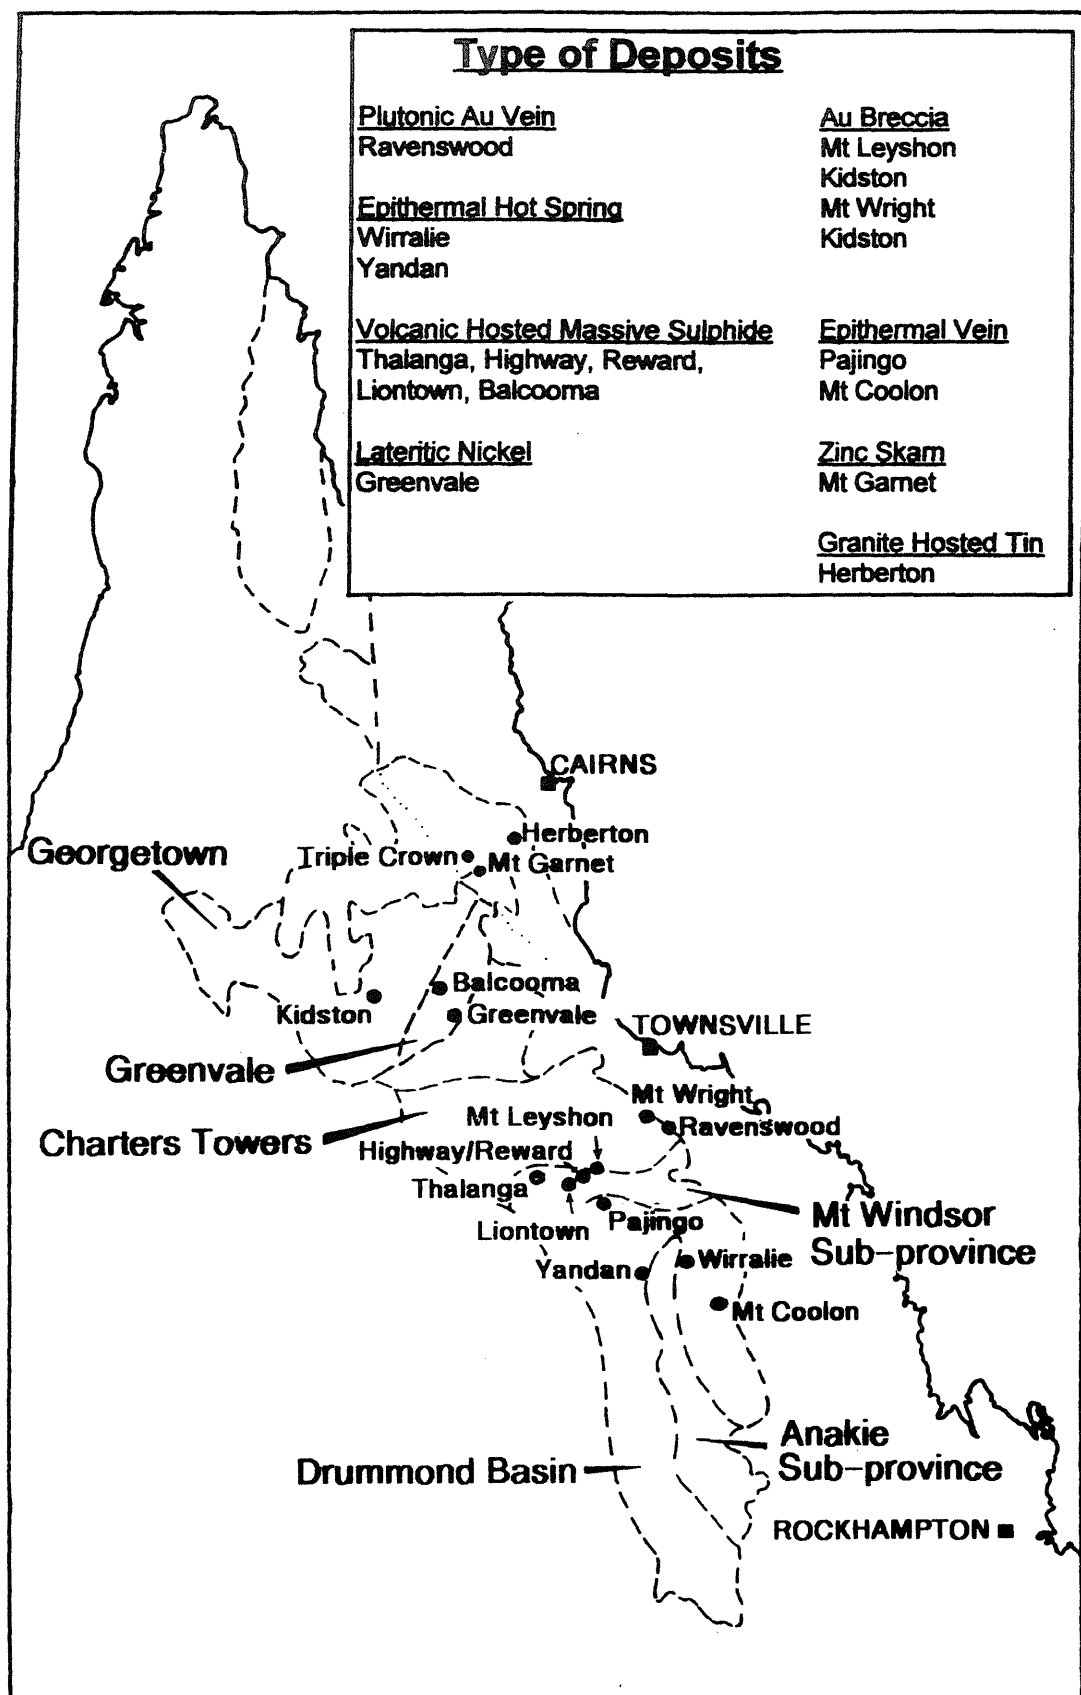 Type of Deposits
Plutonic Au Vein
Ravenswood
Epithermal Hot Spring
Wirralie
Yandan
Volcanic Hosted Massive Sulphide
Thalanga, Highway, Reward,
Liontown, Balcooma
Lateritic Nickel
Greenvale
Au Breccia
Mt Leyshon
Kidston
Mt Wright
Kidston
Epithermal Vein
Pajingo
Mt Coolon
Zinc Skarn
Mt Garnet
Granite Hosted Tin
Herberton
CAIRNS
Herberton
Georgetown
Triple Crown
Mt Garnet
Balcooma
Kidston
Greenvale
TOWNSVILLE
Greenvale
Mt Wright
Mt Leyshon
Ravenswood
Charters Towers
Highway/Reward
Thalanga
Mt Windsor
Sub-province
Liontown
Pajingo
Yandan
Wirralie
Mt Coolon
Anakie
Sub-province
Drummond Basin
ROCKHAMPTON